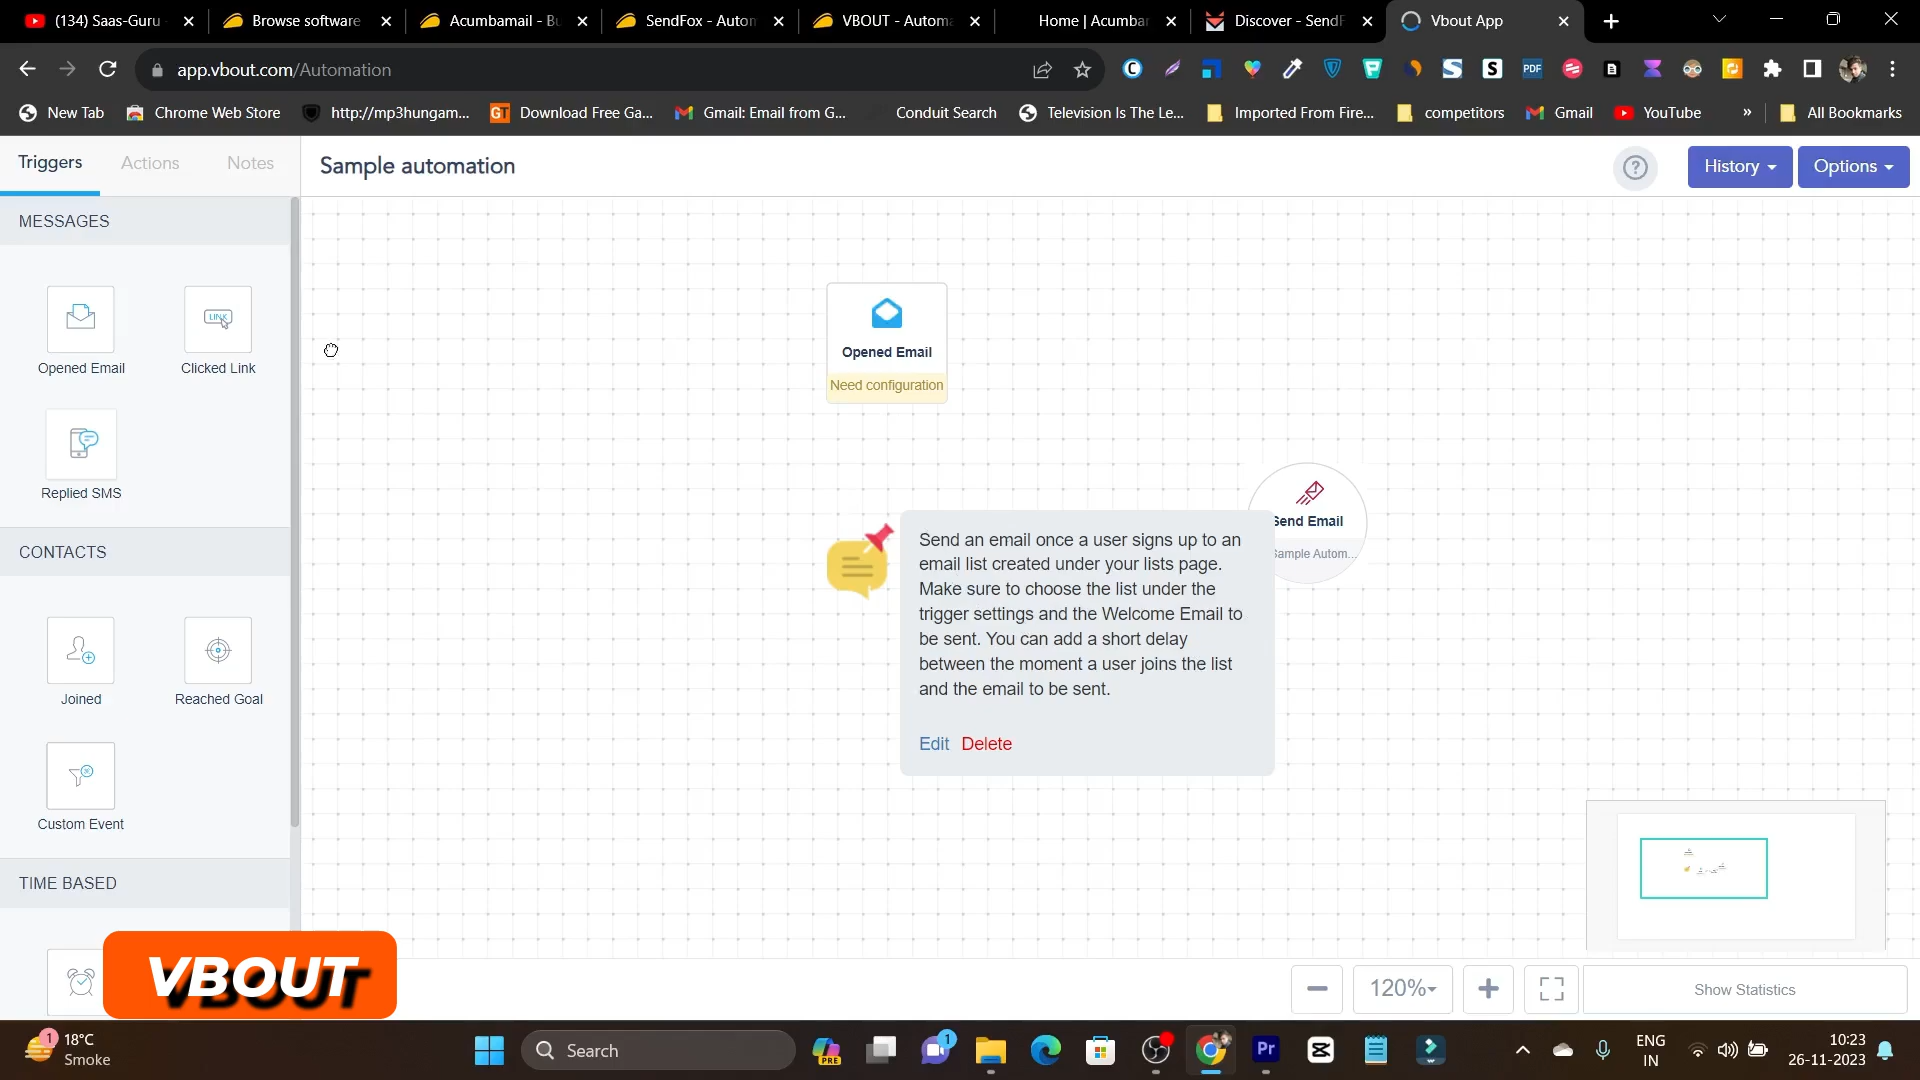 (134) Saas-Guru
Browse software
Acumbamail - Bu
SendFox - Autom
VBOUT - Automa
Home | Acumbar
Discover - SendF
Vbout App
app.vbout.com/Automation
New Tab
Chrome Web Store
http://mp3hungam...
Download Free Ga...
Gmail: Email from G...
Conduit Search
Television Is The Le...
Imported From Fire...
competitors
Gmail
YouTube
»
All Bookmarks
Triggers
Actions
Notes
Sample automation
History
Options
MESSAGES
LINK
Opened Email
Clicked Link
Replied SMS
CONTACTS
Joined
Reached Goal
Custom Event
TIME BASED
Opened Email
Need configuration
Send Email
Sample Autom...
Send an email once a user signs up to an
email list created under your lists page.
Make sure to choose the list under the
trigger settings and the Welcome Email to
be sent. You can add a short delay
between the moment a user joins the list
and the email to be sent.
Edit Delete
120%
Show Statistics
VBOUT
1
18°C
Smoke
Search
PRE
1
Pr
ENG
IN
10:23
26-11-2023